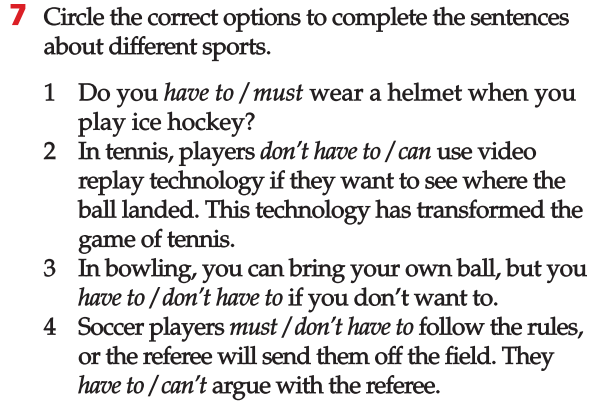 7 Circle the correct options to complete the sentences
about different sports.
1 Do you have to / must wear a helmet when you
play ice hockey?
2 In tennis, players don't have to / can use video
replay technology if they want to see where the
ball landed. This technology has transformed the
game of tennis.
3 In bowling, you can bring your own ball, but you
have to / don't have to if you don't want to.
4 Soccer players must / don't have to follow the rules,
or the referee will send them off the field. They
have to / can't argue with the referee.